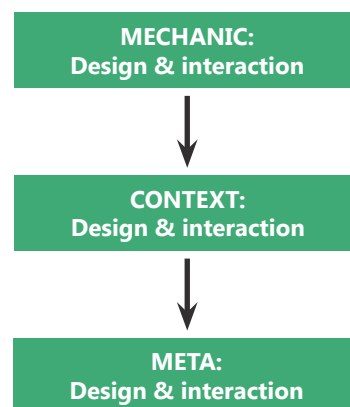 MECHANIC:
Design & interaction
CONTEXT:
Design & interaction
META:
Design & interaction